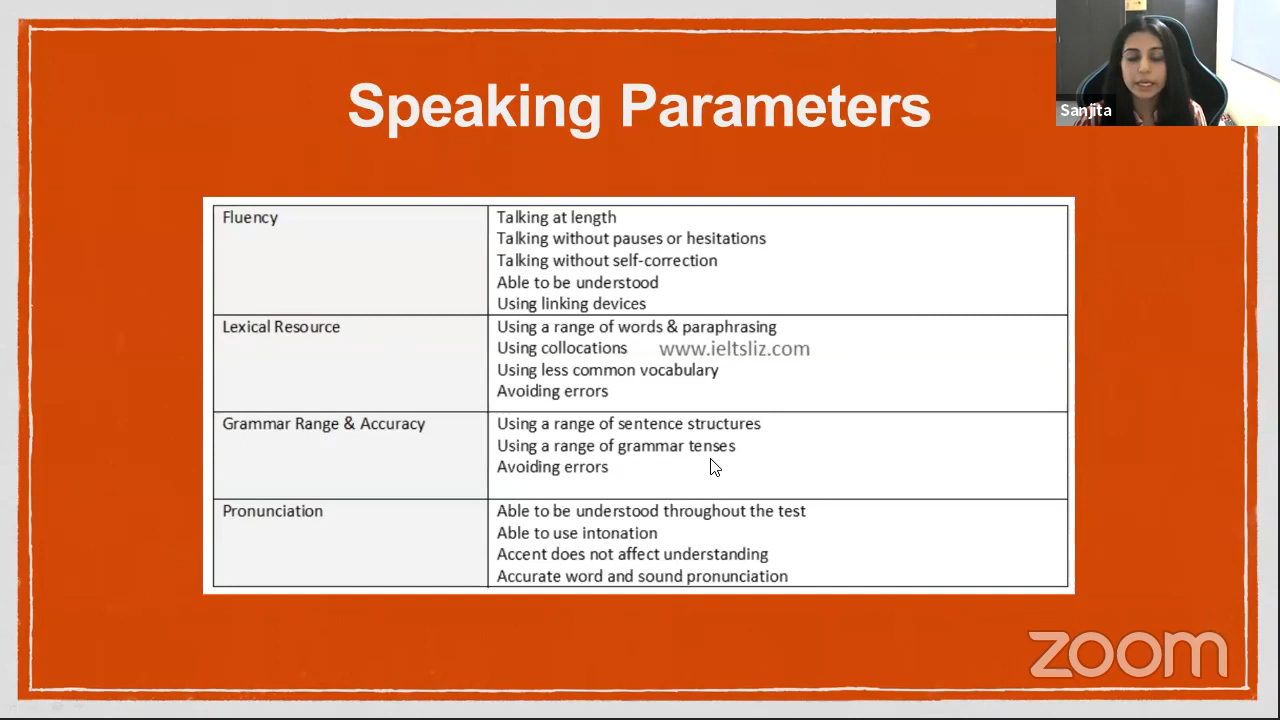 Speaking Parameters
Sanjita
Fluency
Talking at length
Talking without pauses or hesitations
Talking without self-correction
Able to be understood
Using linking devices
Lexical Resource
Using a range of words & paraphrasing
Using collocations
www.ieltsliz.com
Using less common vocabulary
Avoiding errors
Grammar Range & Accuracy
Using a range of sentence structures
Using a range of grammar tenses
Avoiding errors
Pronunciation
Able to be understood throughout the test
Able to use intonation
Accent does not affect understanding
Accurate word and sound pronunciation
zoom